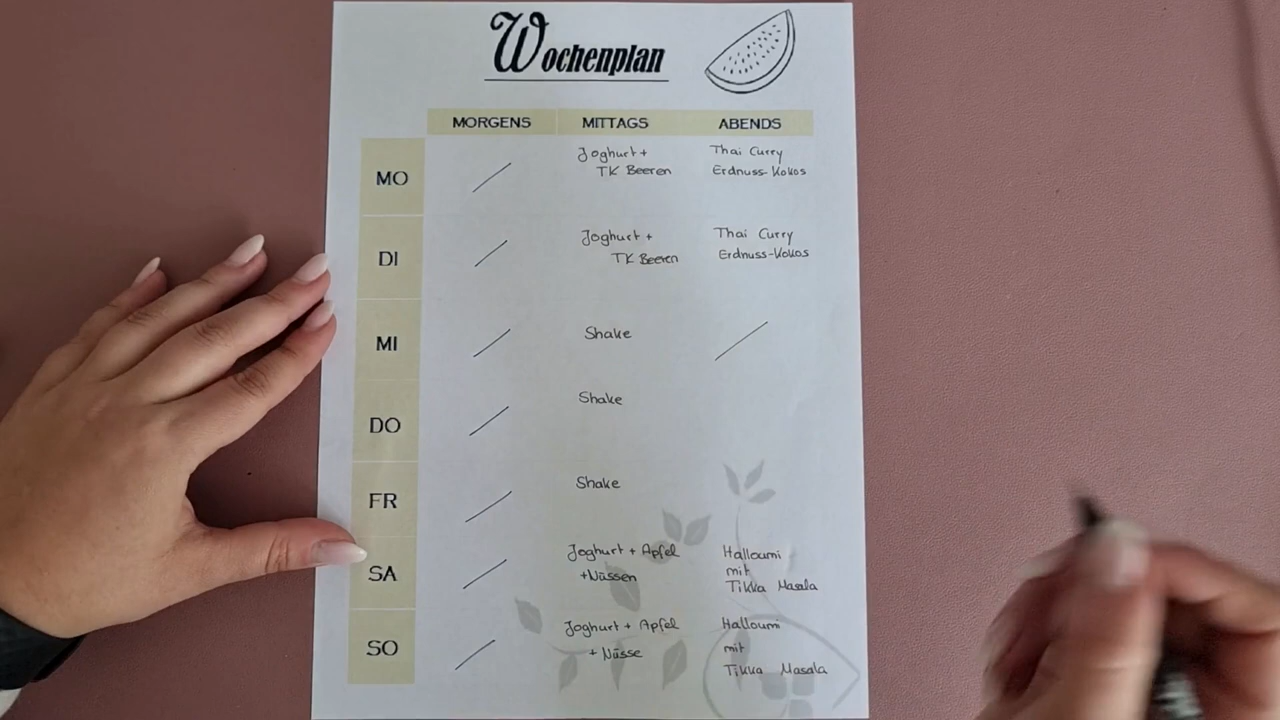 Wochenplan
MORGENS MITTAGS ABENDS
MO
Joghurt +
TK Beeren
Thai Curry
Erdnuss-Kokos
DI
Joghurt +
TK Beeren
Thai Curry
Erdnuss-Kokos
MI
Shake
DO
Shake
FR
Shake
SA
Joghurt + Apfel
+Nüssen
Halloumi
mit
Tikka Masala
SO
Joghurt + Apfel
+ Nüsse
Halloumi
mit
Tikka Masala